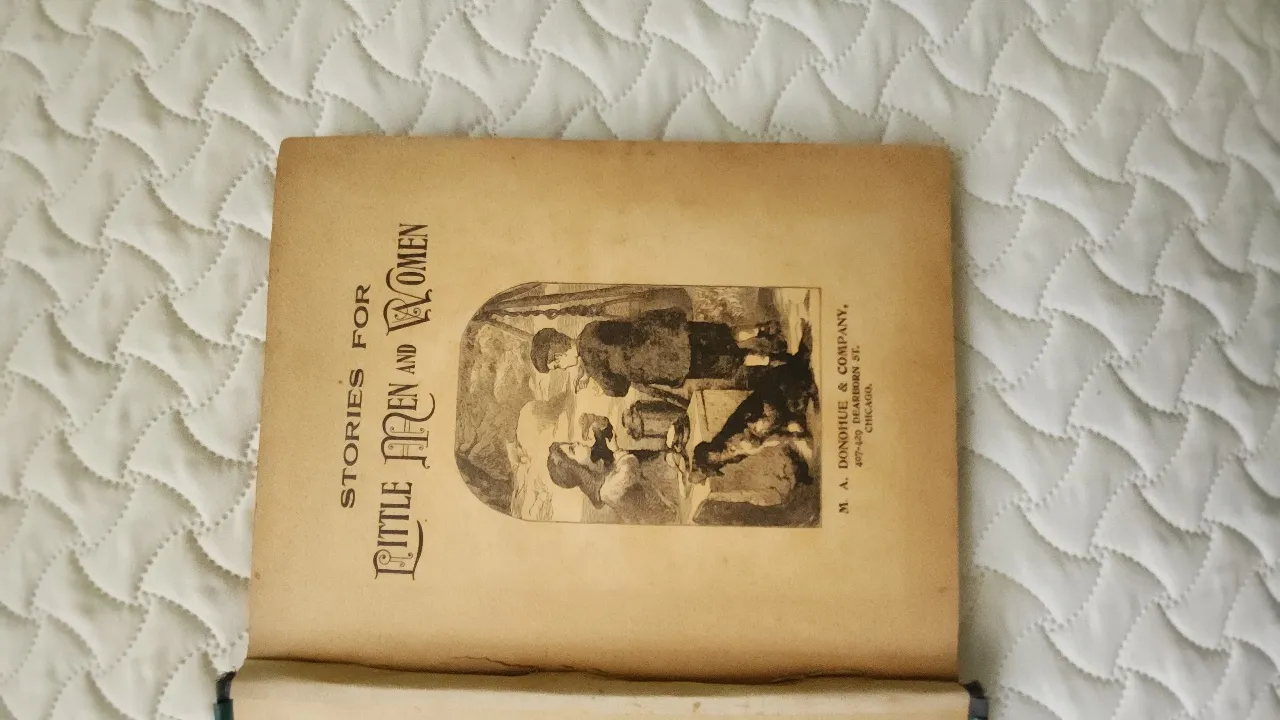 STORIES FOR
LITTLE MEN AND WOMEN
M. A. DONOHUE & COMPANY,
407-429 DEARBORN ST.
CHICAGO.